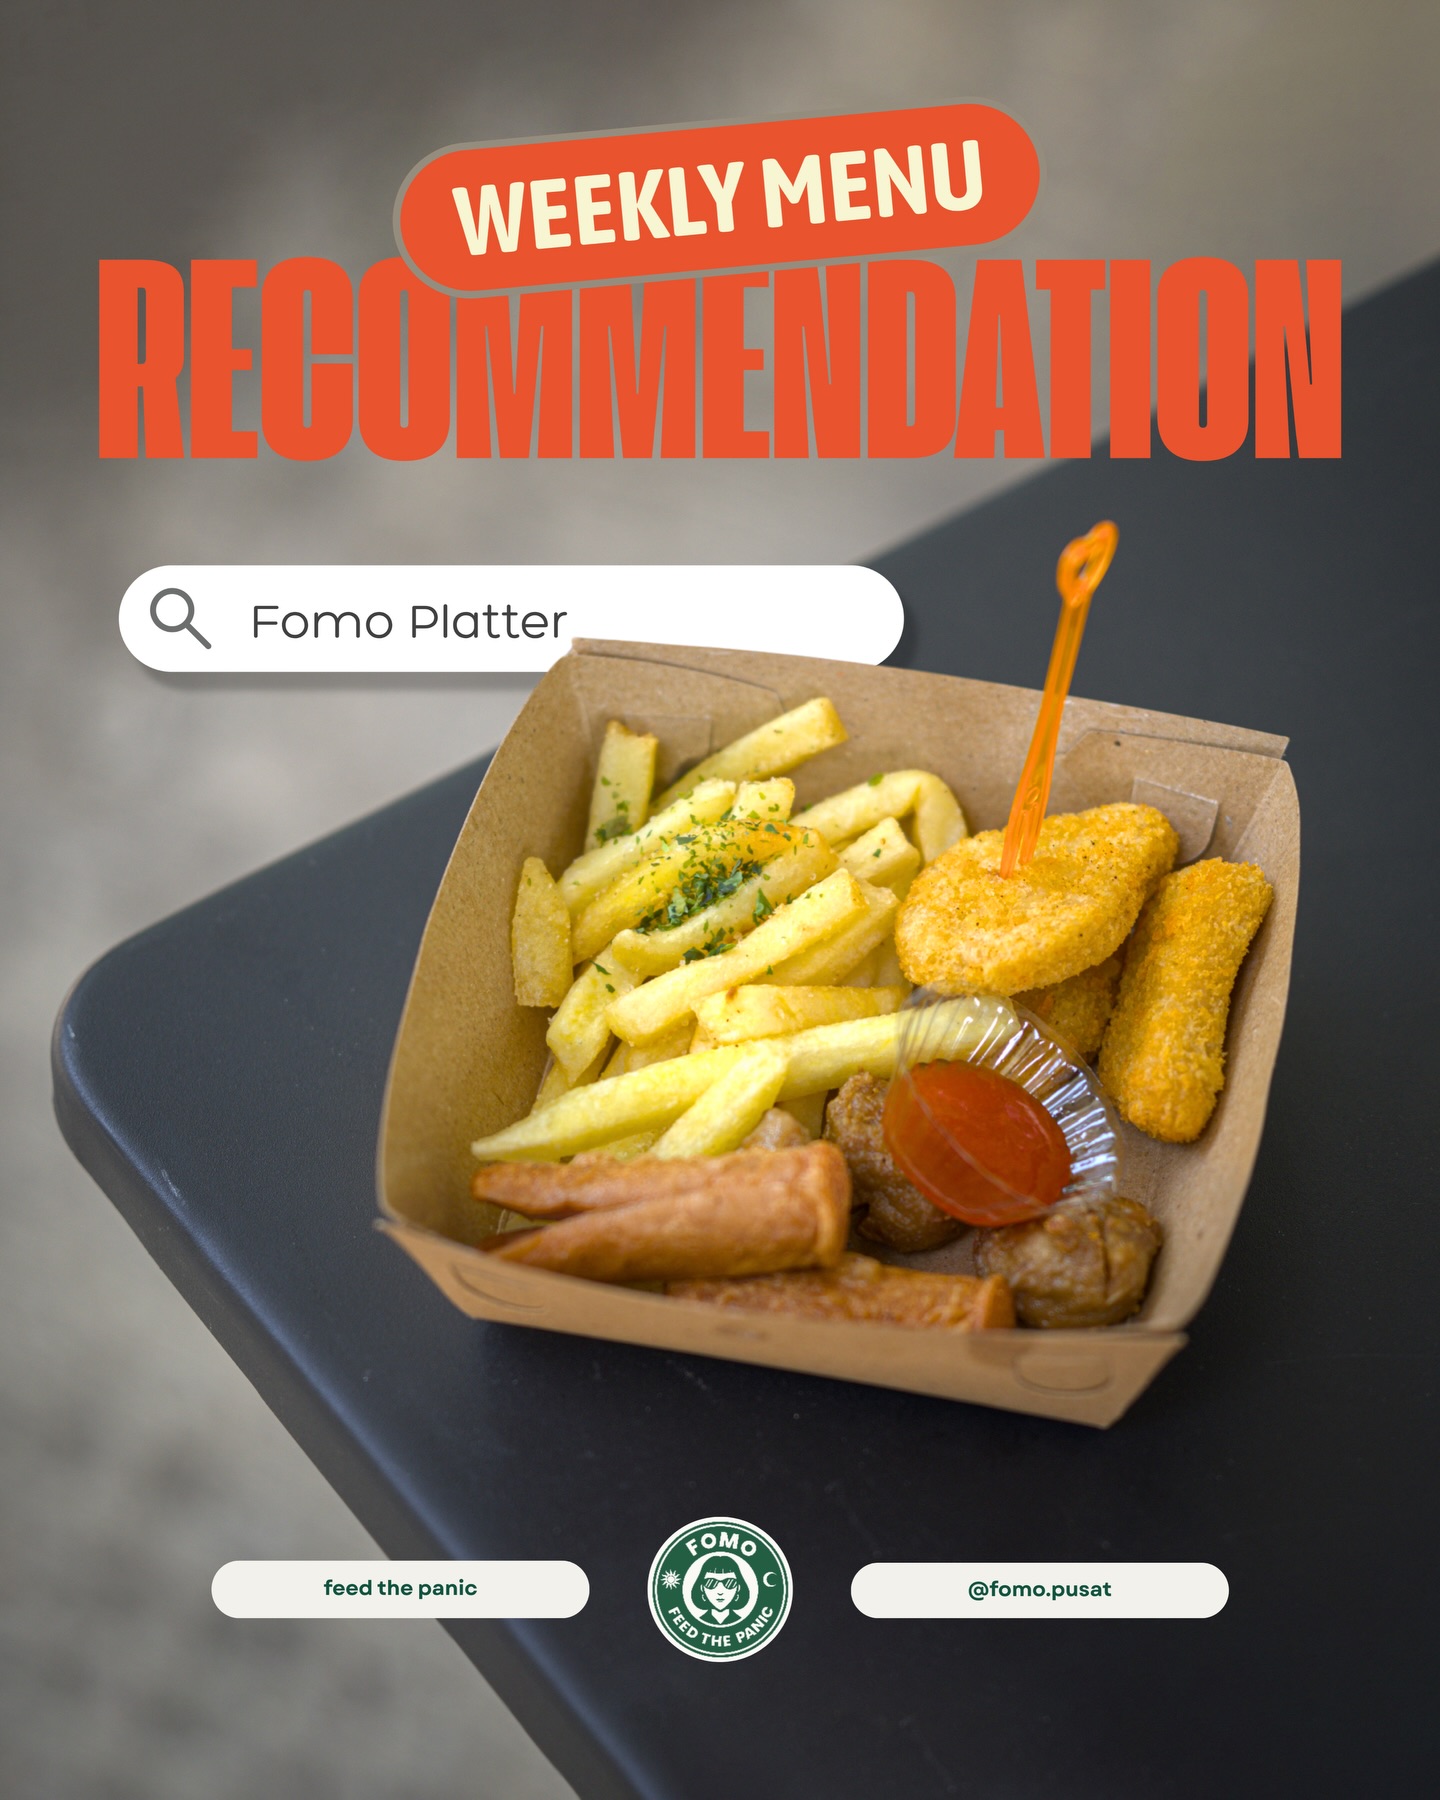 WEEKLY MENU
RECOMMENDATION
Fomo Platter
feed the panic
FOMO
FEED THE PANIC
@fomo.pusat